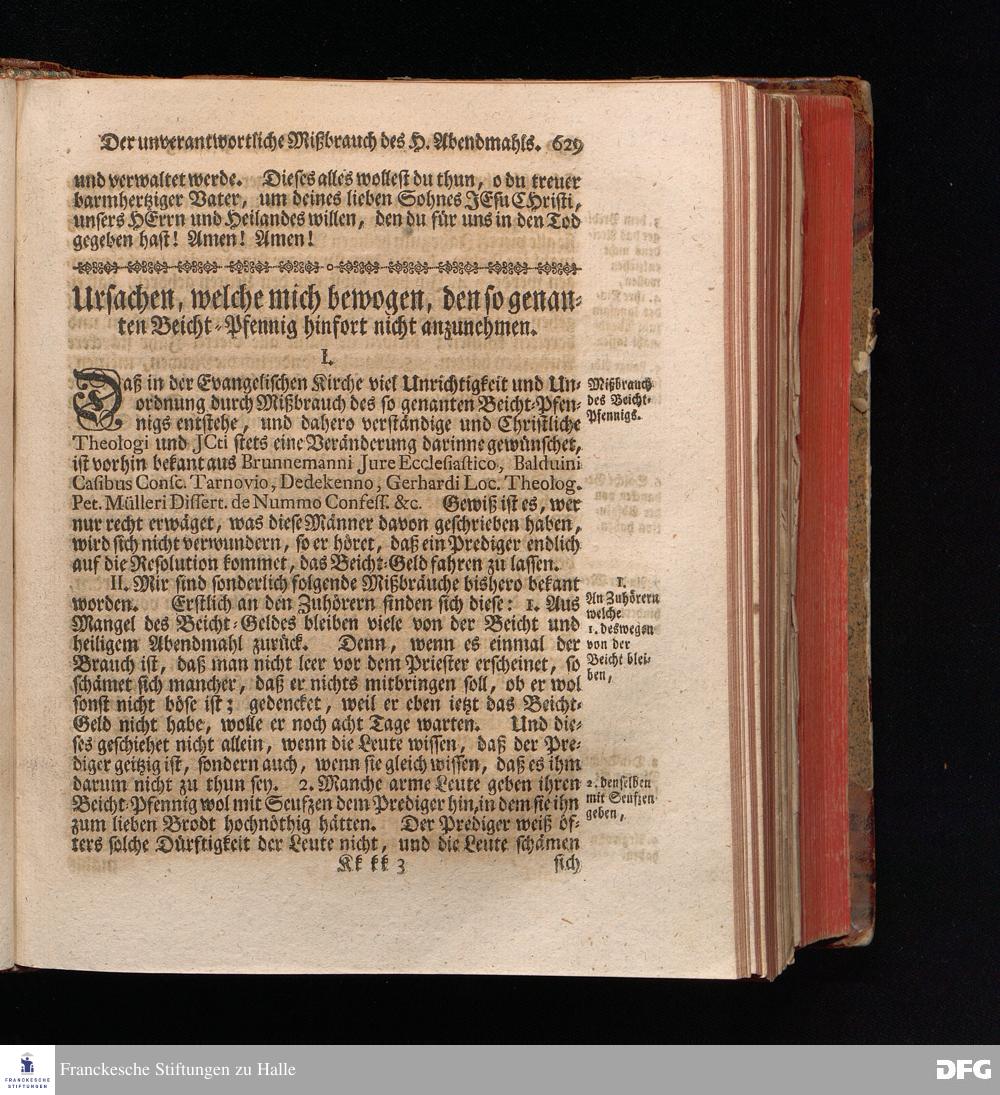 Der unverantwortliche Mißbrauch des H. Abendmahls. 629
und verwaltet werde. Dieses alles wollest du thun, o du treuer
barmhertziger Vater, um deines lieben Sohnes JEsu CHristi,
unsers HErrn und Heilandes willen, den du für uns in den Tod
gegeben hast! Amen! Amen!
Ursachen, welche mich bewogen, den so genan-
ten Beicht-Pfennig hinfort nicht anzunehmen.
I.
Daß in der Evangelischen Kirche viel Unrichtigkeit und Un-
ordnung durch Mißbrauch des so genanten Beicht-Pfen-
nigs entstehe, und dahero verständige und Christliche
Theologi und JCti stets eine Veränderung darinne gewünschet,
ist vorhin bekant aus Brunnemanni Jure Ecclesiastico, Balduini
Casibus Consc. Tarnovio, Dedekenno, Gerhardi Loc. Theolog.
Pet. Mülleri Dissert. de Nummo Confess. &c. Gewiß ist es, wer
nur recht erwäget, was diese Männer davon geschrieben haben,
wird sich nicht verwundern, so er höret, daß ein Prediger endlich
auf die Resolution kommet, das Beicht-Geld fahren zu lassen.
Mißbrauch
des Beicht-
Pfennigs.
II. Mir sind sonderlich folgende Mißbräuche bishero bekant
worden. Erstlich an den Zuhörern finden sich diese: 1. Aus
Mangel des Beicht-Geldes bleiben viele von der Beicht und
heiligem Abendmahl zurück. Denn, wenn es einmal der
Brauch ist, daß man nicht leer vor dem Priester erscheinet, so
schämet sich mancher, daß er nichts mitbringen soll, ob er wol
sonst nicht böse ist; gedencket, weil er eben ietzt das Beicht-
Geld nicht habe, wolle er noch acht Tage warten. Und die-
ses geschiehet nicht allein, wenn die Leute wissen, daß der Pre-
diger geitzig ist, sondern auch, wenn sie gleich wissen, daß es ihm
darum nicht zu thun sey. 2. Manche arme Leute geben ihren
Beicht-Pfennig wol mit Seufzen dem Prediger hin, in dem sie ihn
zum lieben Brodt hochnöthig hätten. Der Prediger weiß öf-
ters solche Dürftigkeit der Leute nicht, und die Leute schämen
I.
An Zuhörern
welche
1. deswegen
von der
Beicht blei-
ben,
2. denselben
mit Seufzen
geben,
Kk kk 3
sich
FRANCKESCHE
STIFTUNGEN
Franckesche Stiftungen zu Halle
DFG